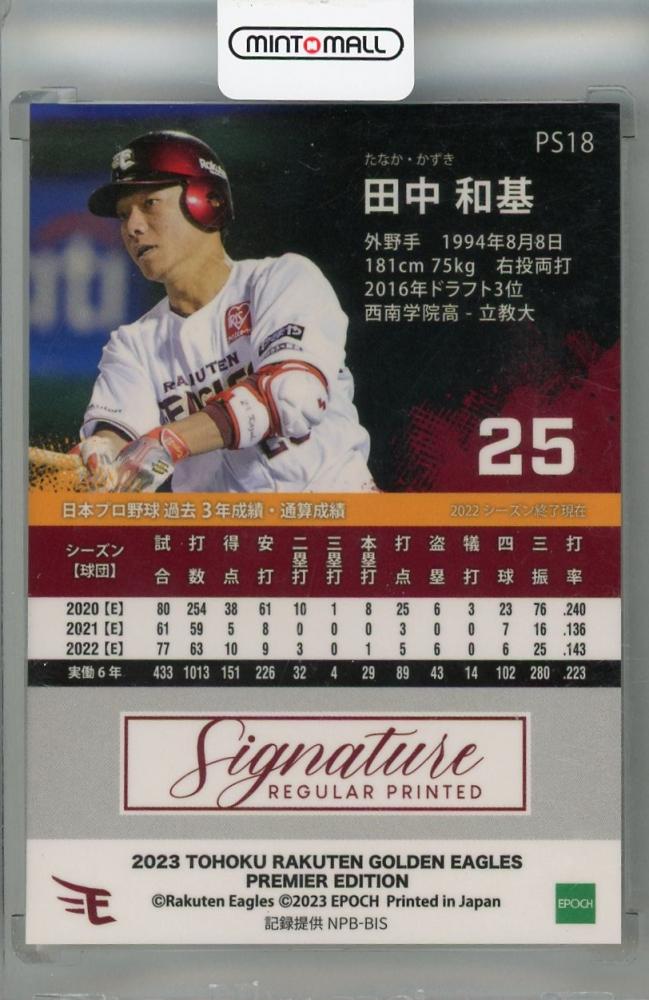 MINTOMALL
PS18
たなか・かずき
田中 和基
外野手 1994年8月8日
181cm 75kg 右投両打
2016年ドラフト3位
西南学院高 - 立教大
Rakuten
RAKUTEN
EAGLES
25
日本プロ野球 過去3年成績・通算成績 2022 シーズン終了現在
シーズン【球団】 試合 打数 得点 安打 二塁打 三塁打 本塁打 打点 盗塁 犠打 四球 三振 打率
2020【E】 80 254 38 61 10 1 8 25 6 3 23 76 .240
2021【E】 61 59 5 8 0 0 0 3 0 0 7 16 .136
2022【E】 77 63 10 9 3 0 1 5 6 0 6 25 .143
実働6年 433 1013 151 226 32 4 29 89 43 14 102 280 .223
Signature
REGULAR PRINTED
2023 TOHOKU RAKUTEN GOLDEN EAGLES
PREMIER EDITION
©Rakuten Eagles ©2023 EPOCH Printed in Japan
記録提供 NPB-BIS
E
EPOCH